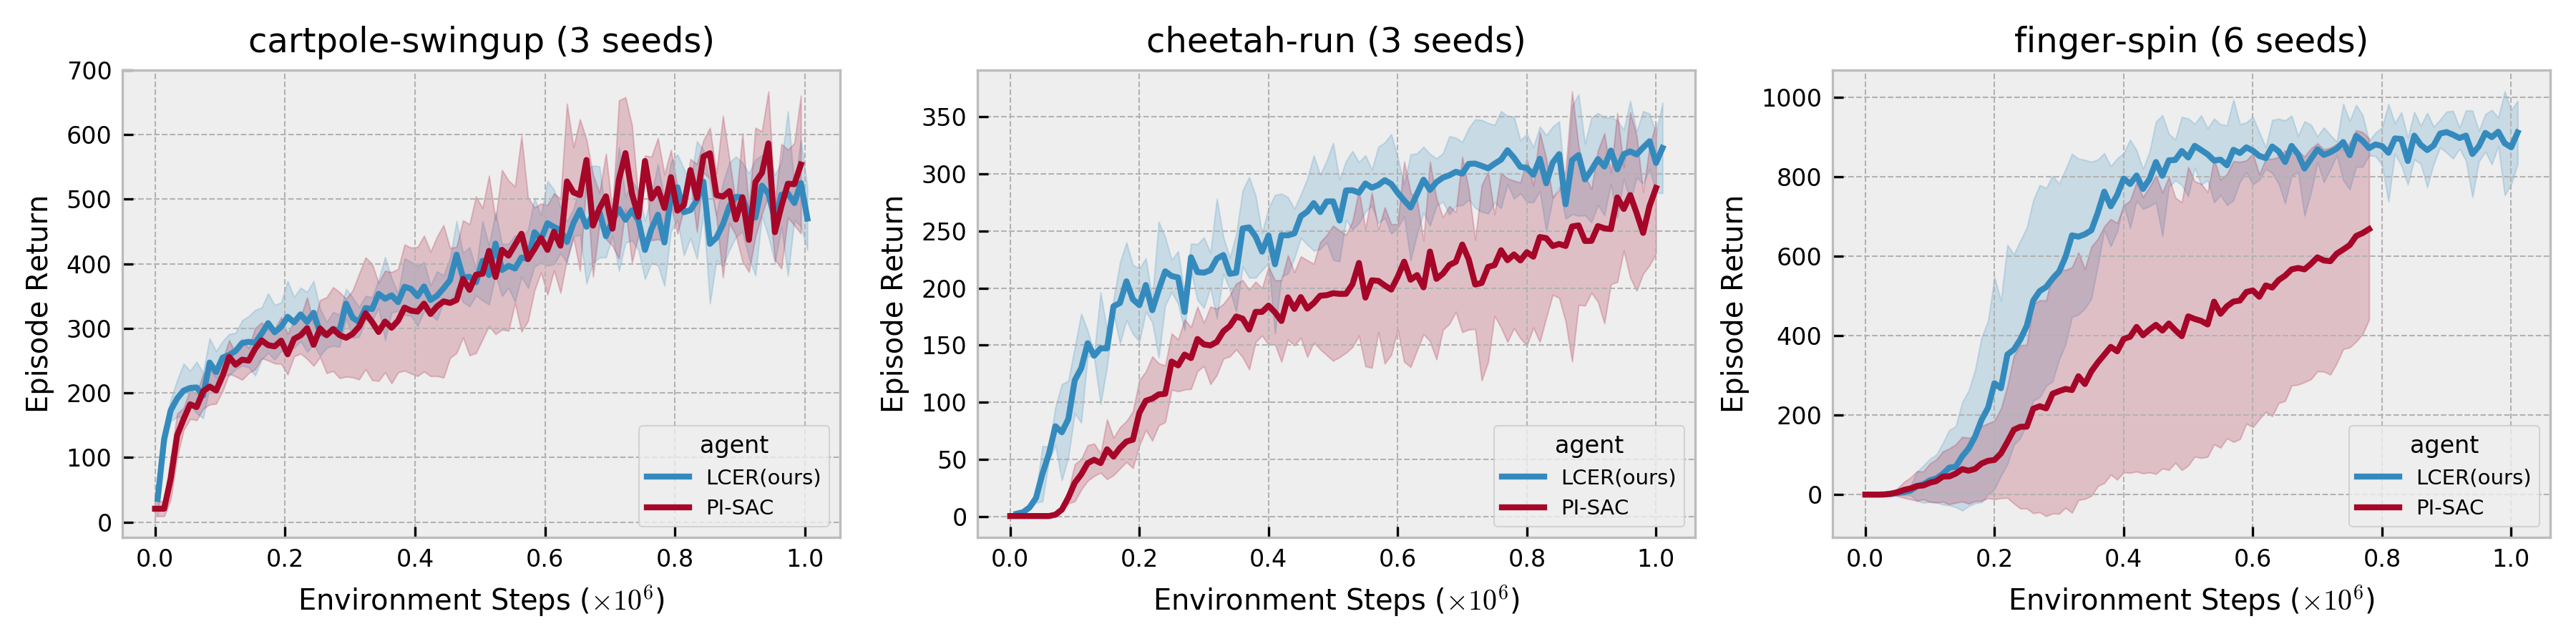 cartpole-swingup (3 seeds)
700
600
500
400
300
200
100
0
Episode Return
0.0 0.2 0.4 0.6 0.8 1.0
Environment Steps (×10⁶)
agent
LCER(ours)
PI-SAC
cheetah-run (3 seeds)
350
300
250
200
150
100
50
0
Episode Return
0.0 0.2 0.4 0.6 0.8 1.0
Environment Steps (×10⁶)
agent
LCER(ours)
PI-SAC
finger-spin (6 seeds)
1000
800
600
400
200
0
Episode Return
0.0 0.2 0.4 0.6 0.8 1.0
Environment Steps (×10⁶)
agent
LCER(ours)
PI-SAC